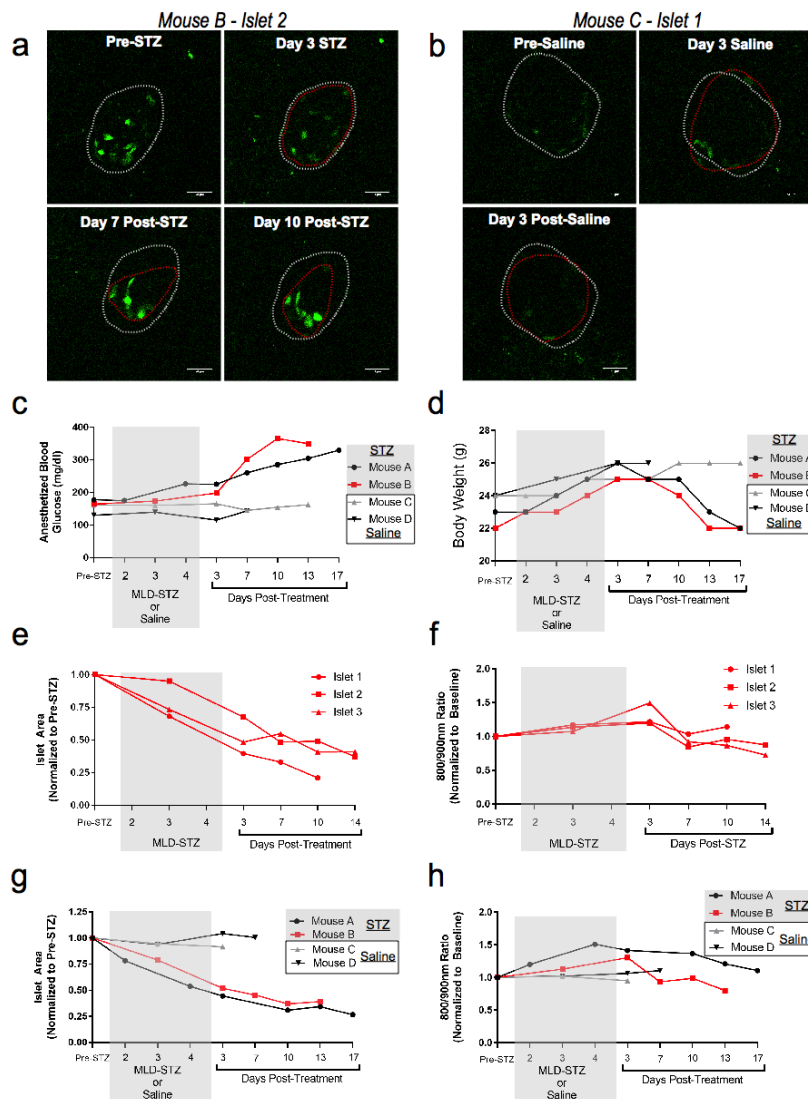 Mouse B - Islet 2
Mouse C - Islet 1
a
Pre-STZ
Day 3 STZ
Day 7 Post-STZ
Day 10 Post-STZ
b
Pre-Saline
Day 3 Saline
Day 3 Post-Saline
c
Anesthetized Blood
Glucose (mg/dl)
400
300
200
100
0
Pre-STZ 2 3 4 3 7 10 13 17
MLD-STZ
or
Saline
Days Post-Treatment
STZ
Mouse A
Mouse B
Mouse C
Mouse D
Saline
d
Body Weight (g)
28
26
24
22
Pre-STZ 2 3 4 3 7 10 13 17
MLD-STZ
or
Saline
Days Post-Treatment
STZ
Mouse A
Mouse B
Mouse C
Mouse D
Saline
e
Islet Area
(Normalized to Pre-STZ)
1.00
0.75
0.50
0.25
0.00
Pre-STZ 2 3 4 3 7 10 14
MLD-STZ
Days Post-Treatment
Islet 1
Islet 2
Islet 3
f
800/900nm Ratio
(Normalized to Baseline)
2.0
1.5
1.0
0.5
0.0
Pre-STZ 2 3 4 3 7 10 14
MLD-STZ
Days Post-STZ
Islet 1
Islet 2
Islet 3
g
Islet Area
(Normalized to Pre-STZ)
1.25
1.00
0.75
0.50
0.25
0.00
Pre-STZ 2 3 4 3 7 10 13 17
MLD-STZ
or
Saline
Days Post-Treatment
Mouse A
Mouse B
STZ
Mouse C
Mouse D
Saline
h
800/900nm Ratio
(Normalized to Baseline)
2.0
1.5
1.0
0.5
0.0
Pre-STZ 2 3 4 3 7 10 13 17
MLD-STZ
or
Saline
Days Post-Treatment
Mouse A
Mouse B
STZ
Mouse C
Mouse D
Saline